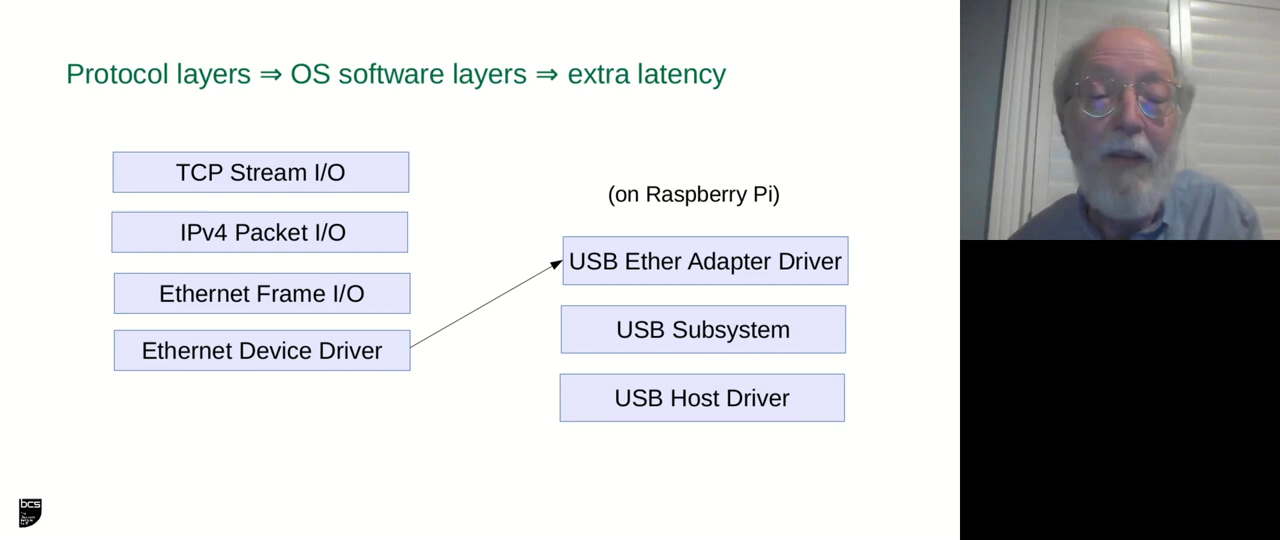 Protocol layers ⇒ OS software layers ⇒ extra latency
TCP Stream I/O
IPv4 Packet I/O
Ethernet Frame I/O
Ethernet Device Driver
(on Raspberry Pi)
USB Ether Adapter Driver
USB Subsystem
USB Host Driver
bcs